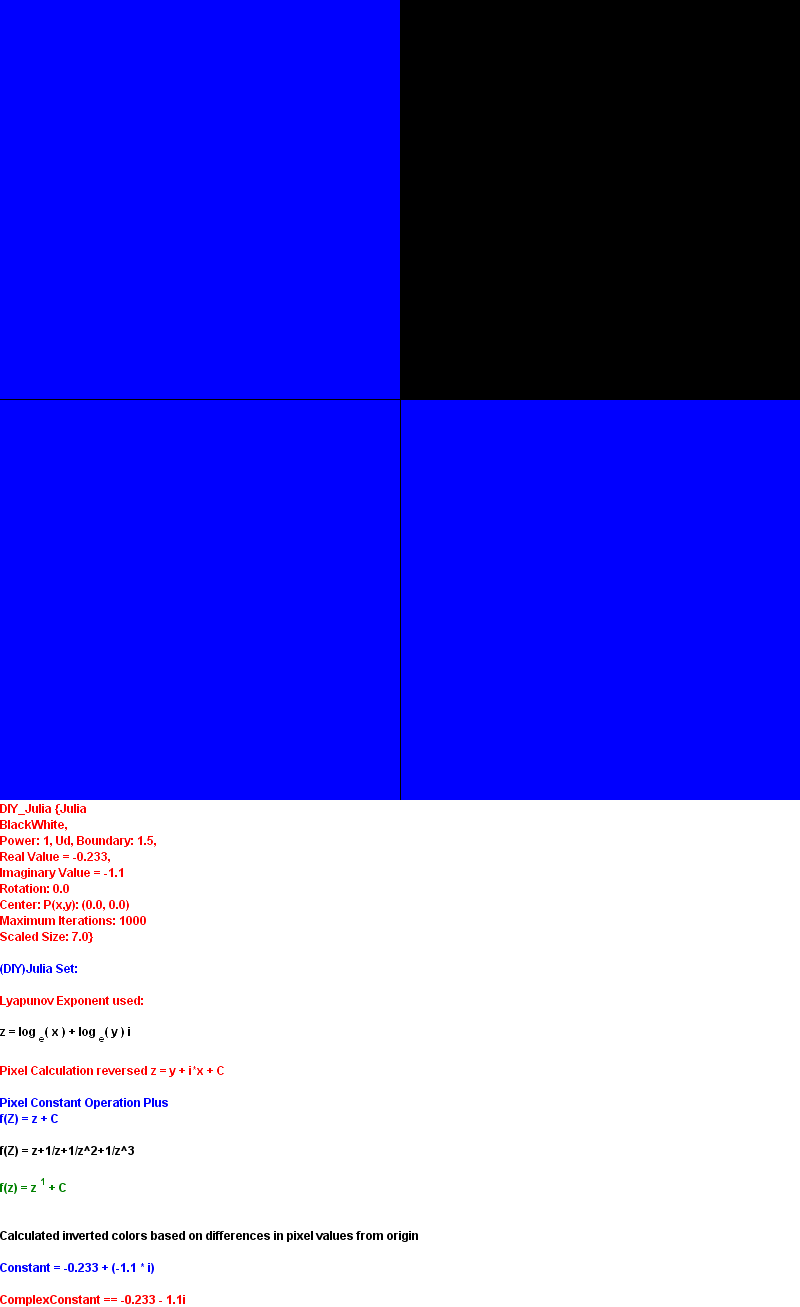 DIY_Julia {Julia
BlackWhite,
Power: 1, Ud, Boundary: 1.5,
Real Value = -0.233,
Imaginary Value = -1.1
Rotation: 0.0
Center: P(x,y): (0.0, 0.0)
Maximum Iterations: 1000
Scaled Size: 7.0}
(DIY)Julia Set:
Lyapunov Exponent used:
z = log e( x ) + log e( y ) i
Pixel Calculation reversed z = y + i*x + C
Pixel Constant Operation Plus
f(Z) = z + C
f(Z) = z+1/z+1/z^2+1/z^3
f(z) = z 1 + C
Calculated inverted colors based on differences in pixel values from origin
Constant = -0.233 + (-1.1 * i)
ComplexConstant == -0.233 - 1.1i